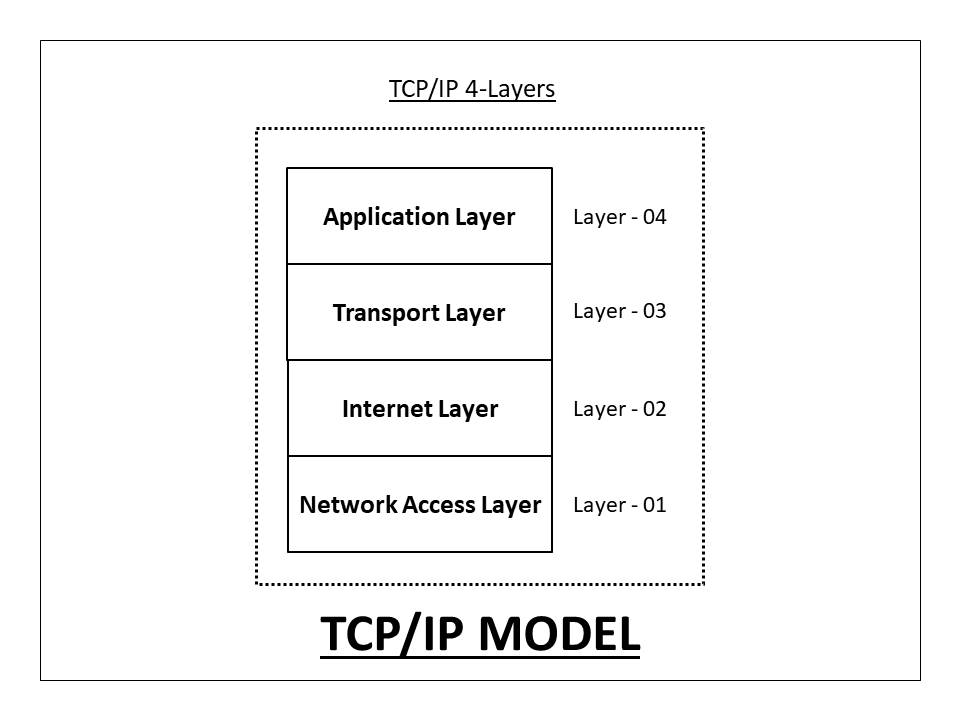 TCP/IP 4-Layers
Application Layer Layer - 04
Transport Layer Layer - 03
Internet Layer Layer - 02
Network Access Layer Layer - 01
TCP/IP MODEL